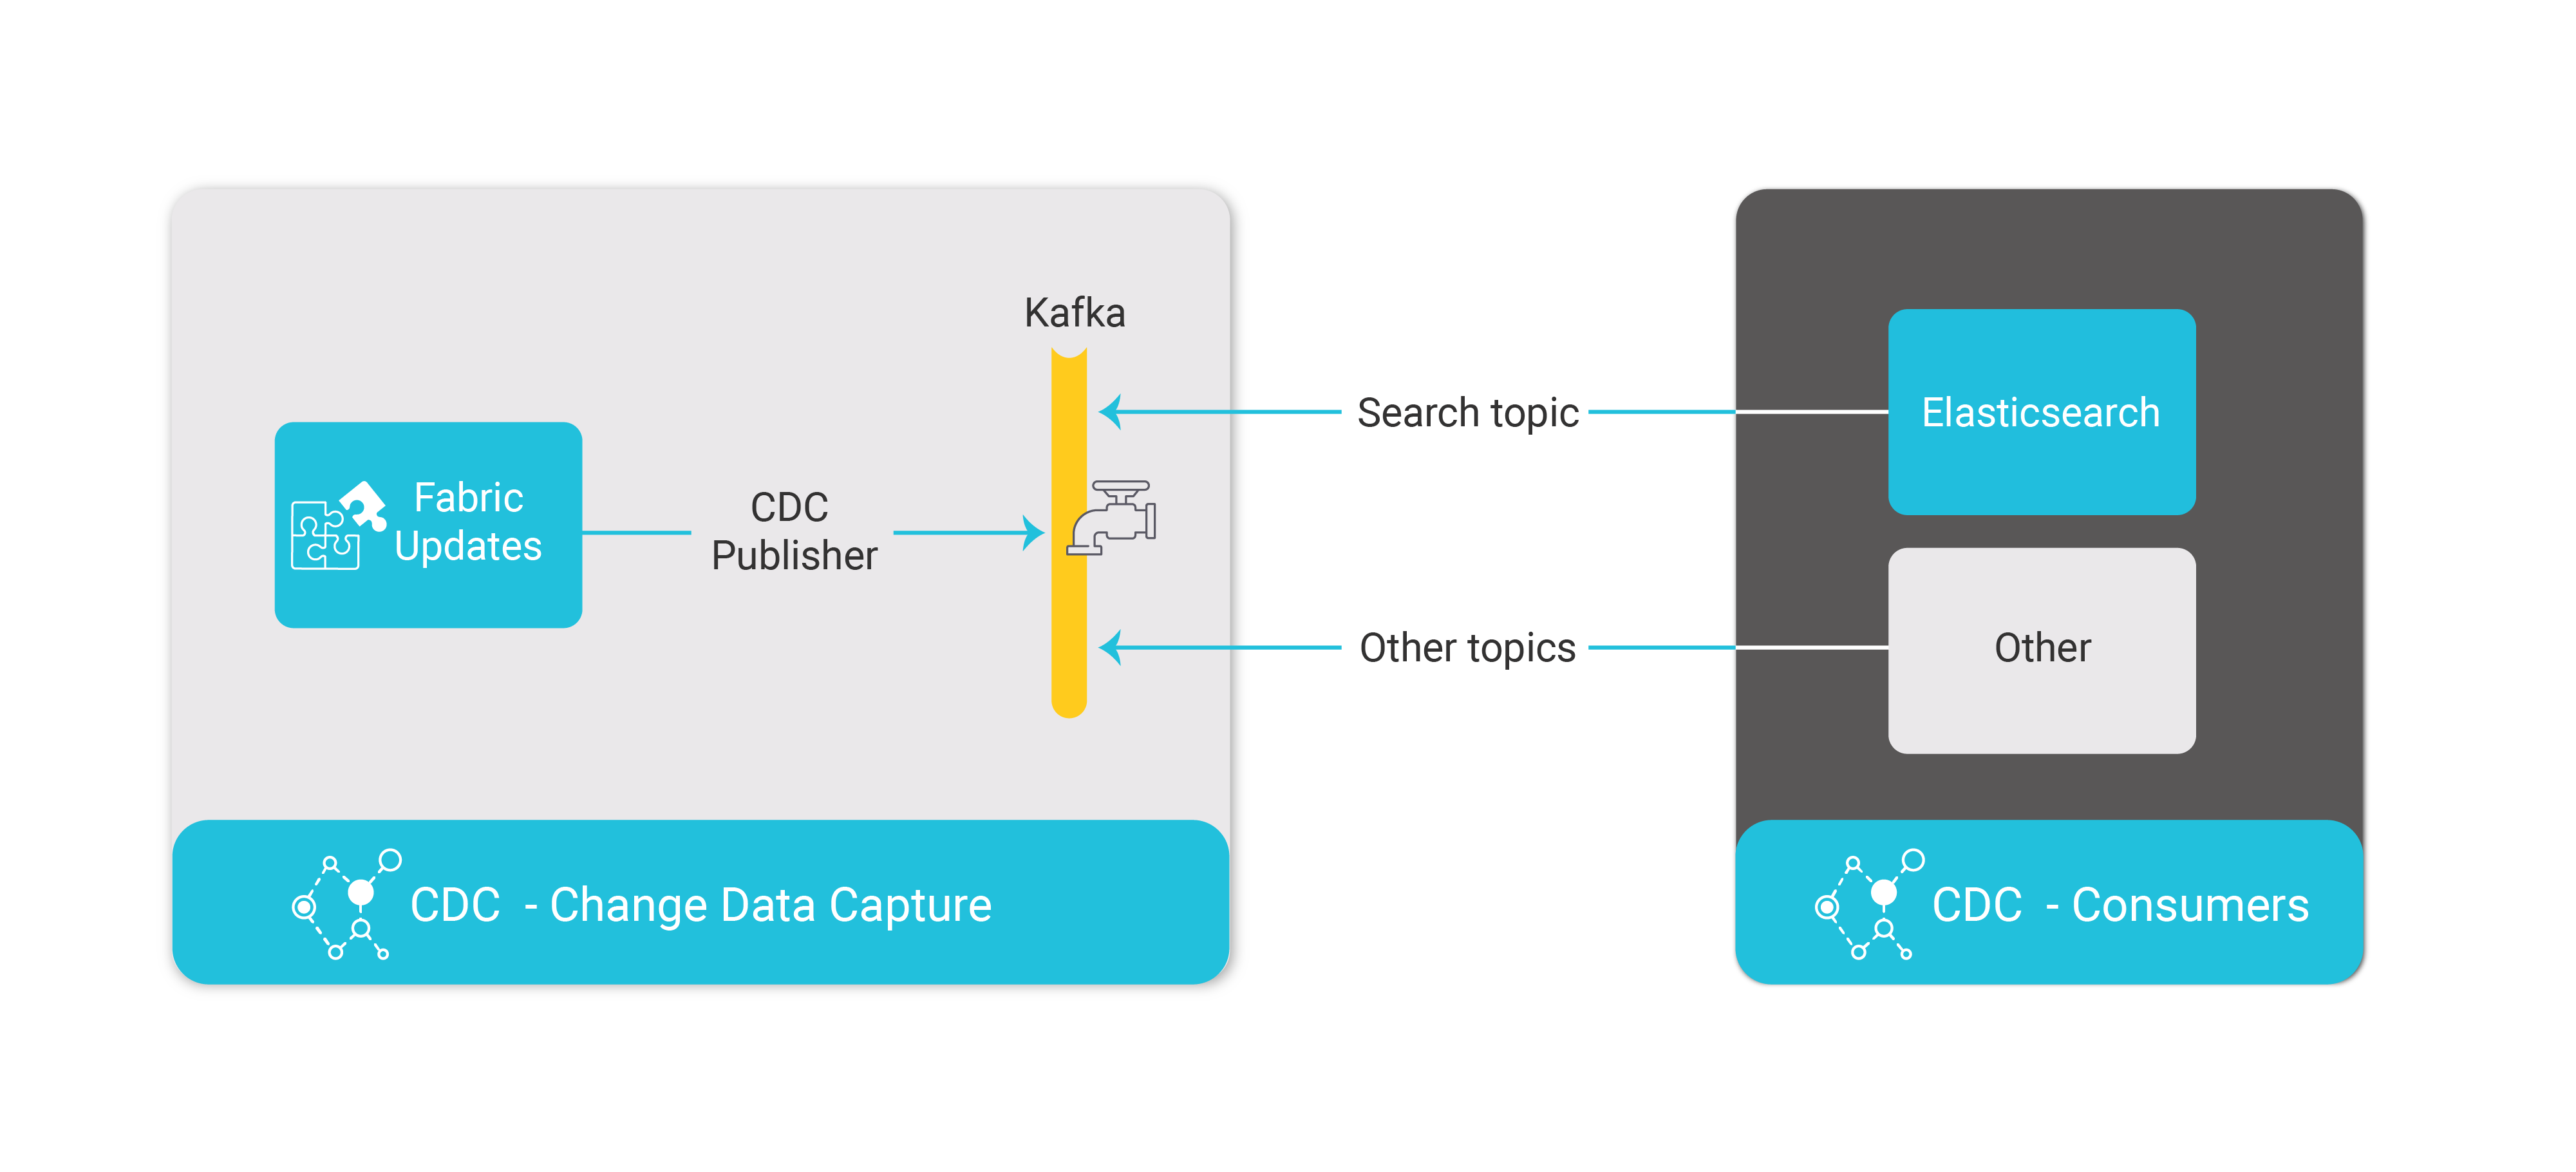 Kafka
Search topic
Elasticsearch
Fabric
Updates
CDC
Publisher
Other topics
Other
CDC - Change Data Capture
CDC - Consumers